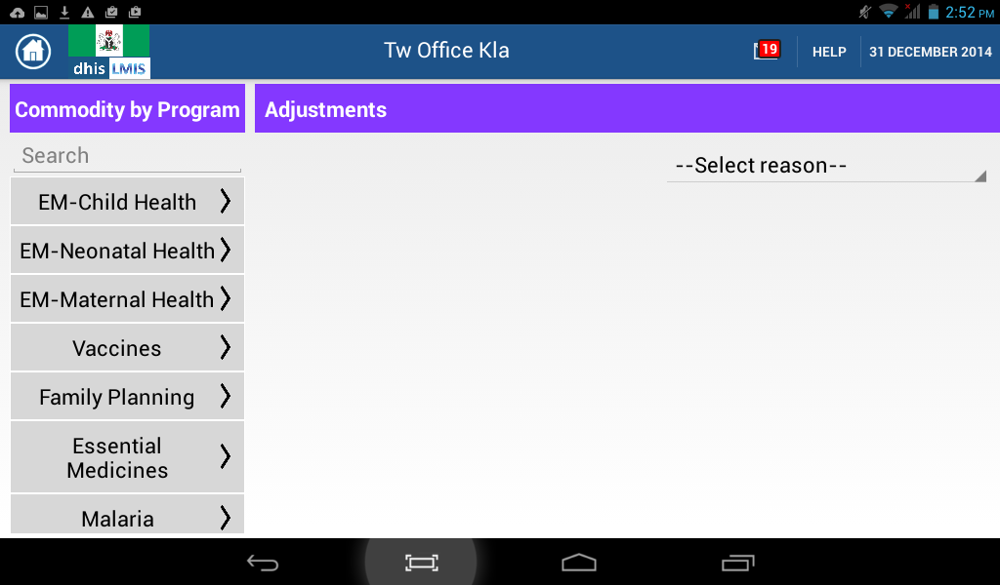 2:52 PM
dhis LMIS
Tw Office Kla
19
HELP
31 DECEMBER 2014
Commodity by Program
Adjustments
Search
--Select reason--
EM-Child Health
EM-Neonatal Health
EM-Maternal Health
Vaccines
Family Planning
Essential
Medicines
Malaria